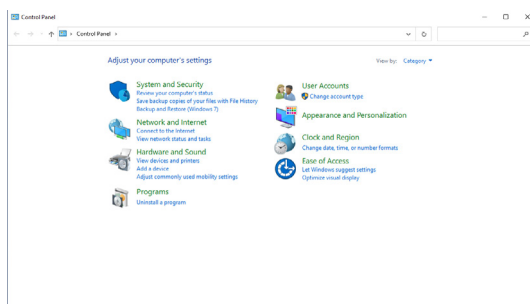 Control Panel
Control Panel
Adjust your computer's settings
View by: Category
System and Security
Review your computer's status
Save backup copies of your files with File History
Backup and Restore (Windows 7)
Network and Internet
Connect to the Internet
View network status and tasks
Hardware and Sound
View devices and printers
Add a device
Adjust commonly used mobility settings
Programs
Uninstall a program
User Accounts
Change account type
Appearance and Personalization
Clock and Region
Change date, time, or number formats
Ease of Access
Let Windows suggest settings
Optimize visual display